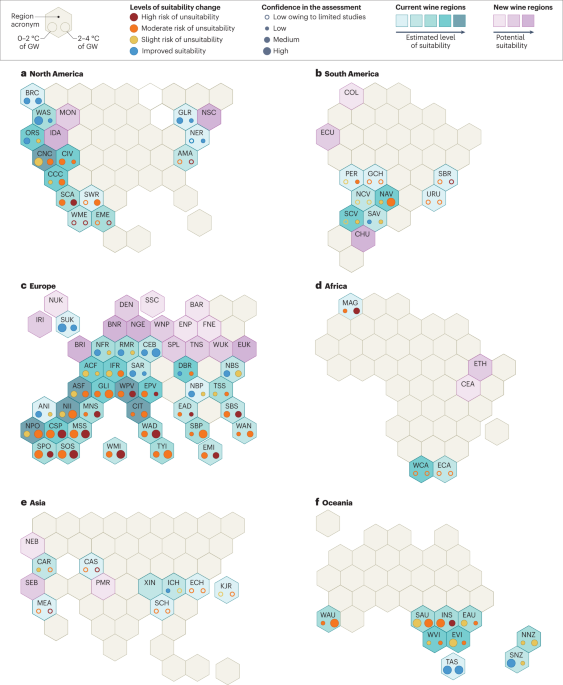 Region acronym
0–2 °C of GW
2–4 °C of GW
Levels of suitability change
High risk of unsuitability
Moderate risk of unsuitability
Slight risk of unsuitability
Improved suitability
Confidence in the assessment
Low owing to limited studies
Low
Medium
High
Current wine regions
Estimated level of suitability
New wine regions
Potential suitability
a North America
BRC
WAS MON GLR NSC
ORS IDA NER
CNC CIV AMA
CCC
SCA SWR
WME EME
b South America
COL
ECU
PER GCH SBR
NCV NAV URU
SCV SAV
CHU
c Europe
NUK DEN SSC BAR
IRI SUK BNR NGE WNP ENP FNE
BRI NFR RMR CEB SPL TNS WUK EUK
ACF IFR SAR DBR NBS
ASF GLI WPV EPV NBP TSS
ANI NII MNS CIT EAD SBS
NPO CSP MSS WAD SBP WAN
SPO SOS WMI TYI EMI
d Africa
MAG
ETH
CEA
WCA ECA
e Asia
NEB
CAR CAS
SEB PMR XIN ICH ECH KJR
MEA SCH
f Oceania
WAU SAU INS EAU
WVI EVI NNZ
TAS SNZ